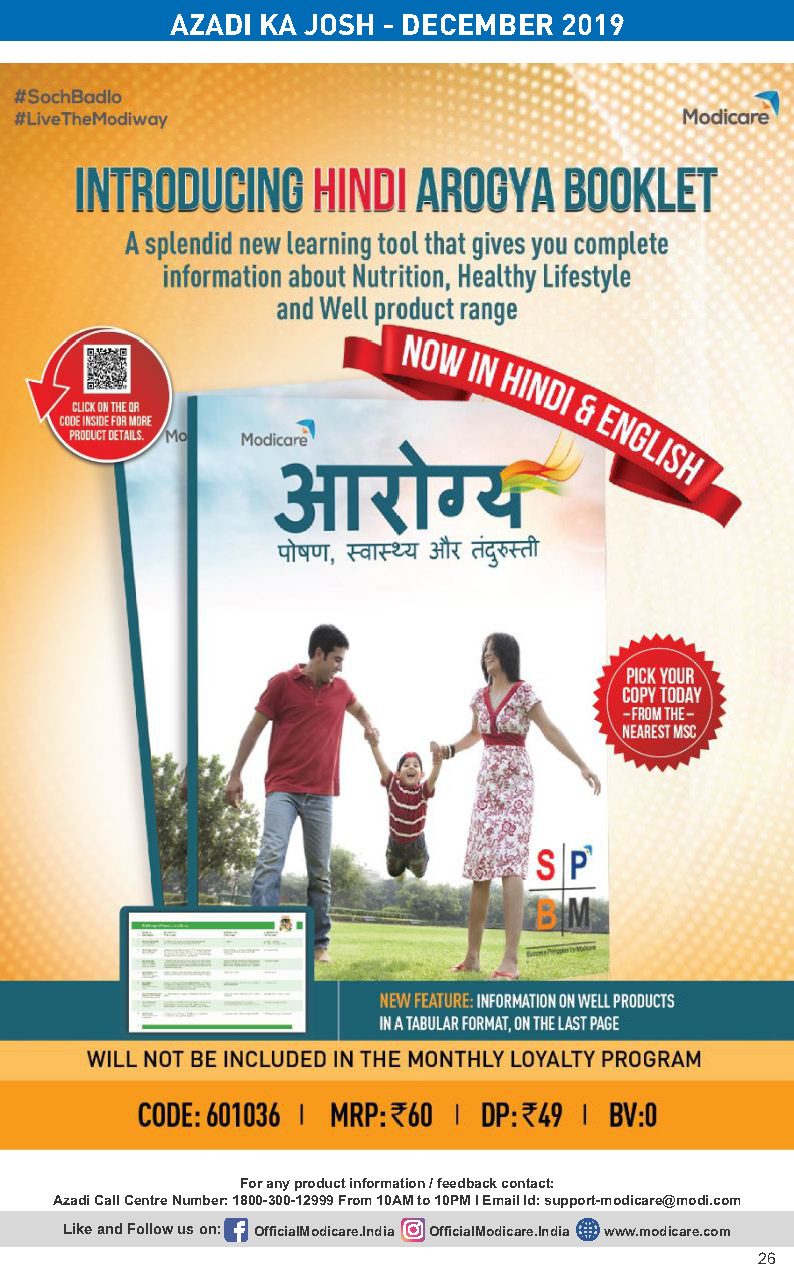 AZADI KA JOSH - DECEMBER 2019
#SochBadlo
#LiveTheModiway
Modicare
INTRODUCING HINDI AROGYA BOOKLET
A splendid new learning tool that gives you complete
information about Nutrition, Healthy Lifestyle
and Well product range
NOW IN HINDI & ENGLISH
CLICK ON THE QR
CODE INSIDE FOR MORE
PRODUCT DETAILS.
Mo
Modicare
आरोग्य
पोषण, स्वास्थ्य और तंदुरुस्ती
PICK YOUR
COPY TODAY
– FROM THE –
NEAREST MSC
S P
B M
Success Principles by Modicare
NEW FEATURE: INFORMATION ON WELL PRODUCTS
IN A TABULAR FORMAT, ON THE LAST PAGE
WILL NOT BE INCLUDED IN THE MONTHLY LOYALTY PROGRAM
CODE: 601036 | MRP: ₹60 | DP: ₹49 | BV:0
For any product information / feedback contact:
Azadi Call Centre Number: 1800-300-12999 From 10AM to 10PM I Email Id: support-modicare@modi.com
Like and Follow us on: OfficialModicare.India OfficialModicare.India www.modicare.com
26